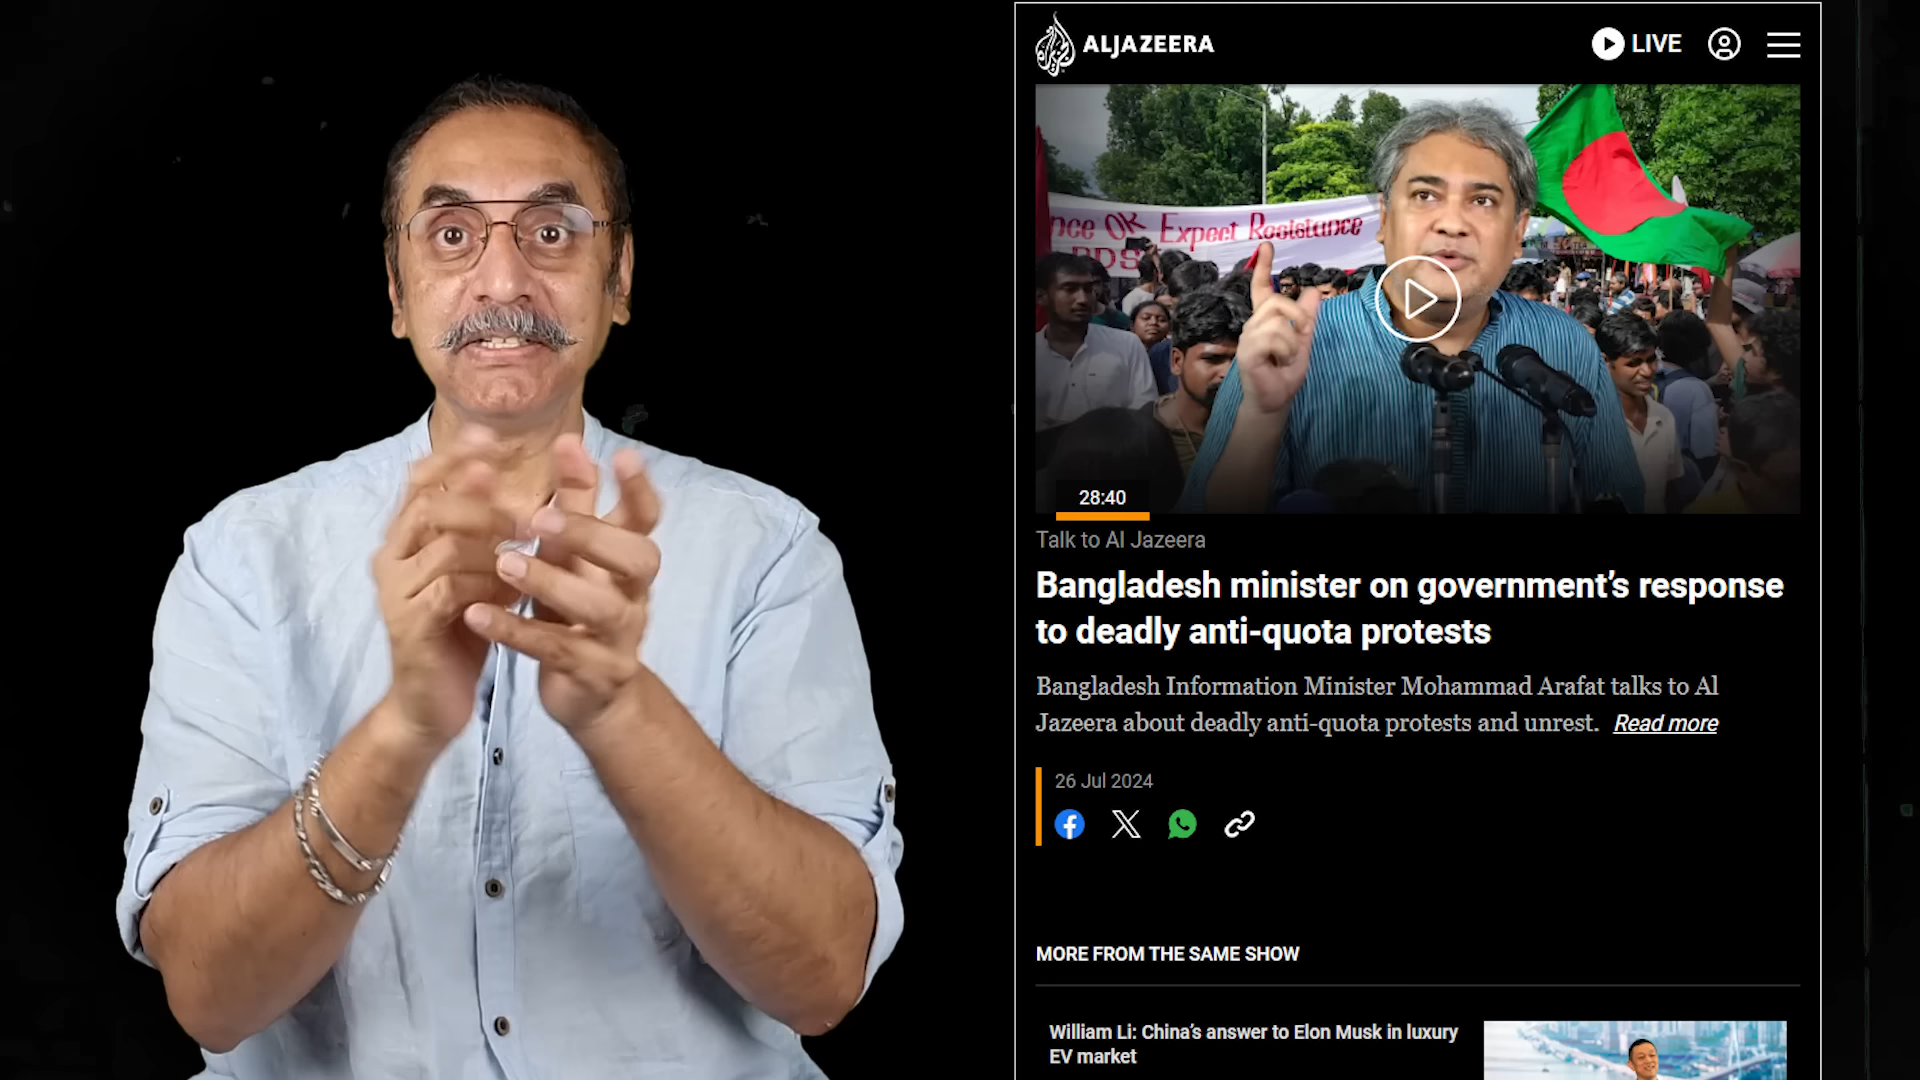 ALJAZEERA
LIVE
nce OK Expect Resistance
BDS
28:40
Talk to Al Jazeera
Bangladesh minister on government’s response
to deadly anti-quota protests
Bangladesh Information Minister Mohammad Arafat talks to Al
Jazeera about deadly anti-quota protests and unrest. Read more
26 Jul 2024
MORE FROM THE SAME SHOW
William Li: China’s answer to Elon Musk in luxury
EV market